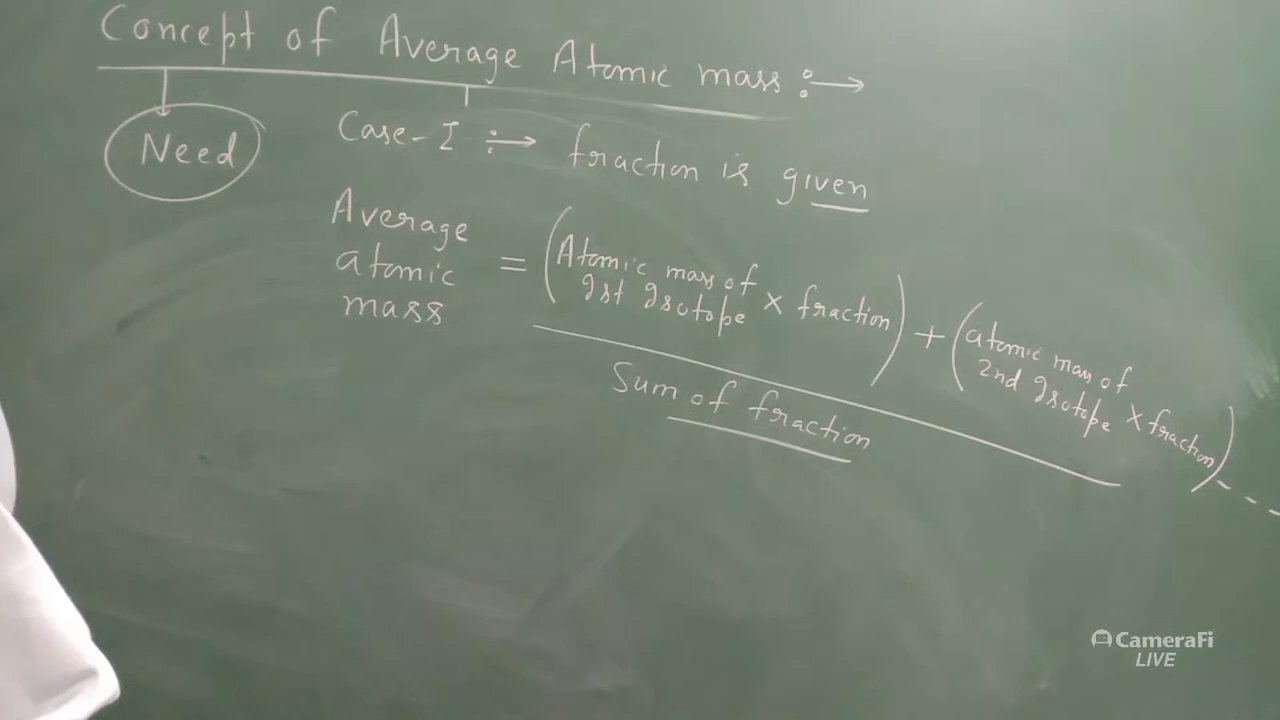 Concept of Average Atomic mass :→
Need
Case-I :→ fraction is given
Average
atomic
mass
= (Atomic mass of
Ist Isotope × fraction) + (atomic mass of
2nd Isotope × fraction) - - -
Sum of fraction
CameraFi
LIVE